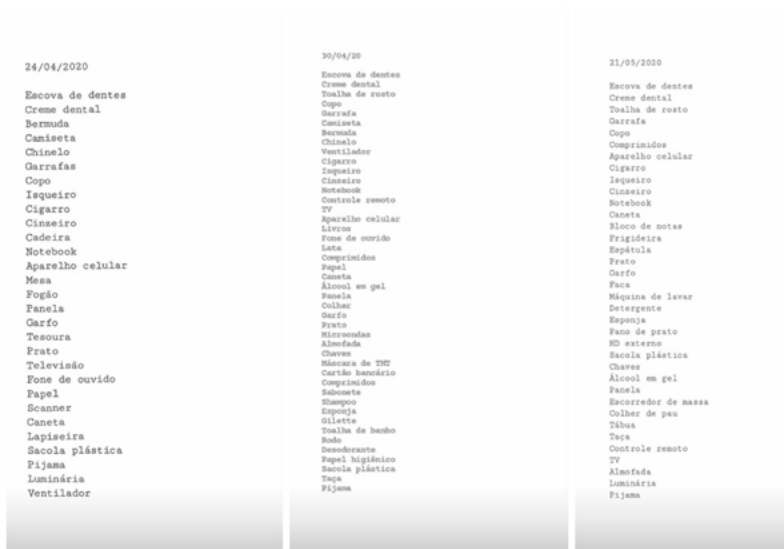 24/04/2020
Escova de dentes
Creme dental
Bermuda
Camiseta
Chinelo
Garrafas
Copo
Isqueiro
Cigarro
Cinzeiro
Cadeira
Notebook
Aparelho celular
Mesa
Fogão
Panela
Garfo
Tesoura
Prato
Televisão
Fone de ouvido
Papel
Scanner
Caneta
Lapiseira
Sacola plástica
Pijama
Luminária
Ventilador
30/04/20
Escova de dentes
Creme dental
Toalha de rosto
Copo
Garrafa
Camiseta
Bermuda
Chinelo
Ventilador
Cigarro
Isqueiro
Cinzeiro
Notebook
Controle remoto
TV
Aparelho celular
Livros
Fone de ouvido
Lata
Comprimidos
Papel
Caneta
Álcool em gel
Panela
Colher
Garfo
Prato
Microondas
Almofada
Chaves
Máscara de TNT
Cartão bancário
Comprimidos
Sabonete
Shampoo
Esponja
Gilette
Toalha de banho
Rodo
Desodorante
Papel higiênico
Sacola plástica
Taça
Pijama
21/05/2020
Escova de dentes
Creme dental
Toalha de rosto
Garrafa
Copo
Comprimidos
Aparelho celular
Cigarro
Isqueiro
Cinzeiro
Notebook
Caneta
Bloco de notas
Frigideira
Espátula
Prato
Garfo
Faca
Máquina de lavar
Detergente
Esponja
Pano de prato
HD externo
Sacola plástica
Chaves
Álcool em gel
Panela
Escorredor de massa
Colher de pau
Tábua
Taça
Controle remoto
TV
Almofada
Luminária
Pijama